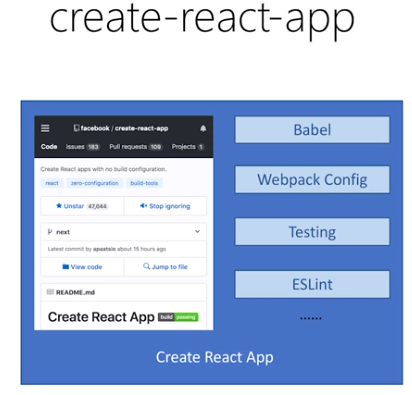 create-react-app
facebook / create-react-app
Code Issues 183 Pull requests 109 Projects 1
Create React apps with no build configuration.
react zero-configuration build-tools
Unstar 47,644 Stop ignoring
next
Latest commit by apaatsio about 15 hours ago
View code Jump to file
README.md
Create React App build passing
Babel
Webpack Config
Testing
ESLint
......
Create React App